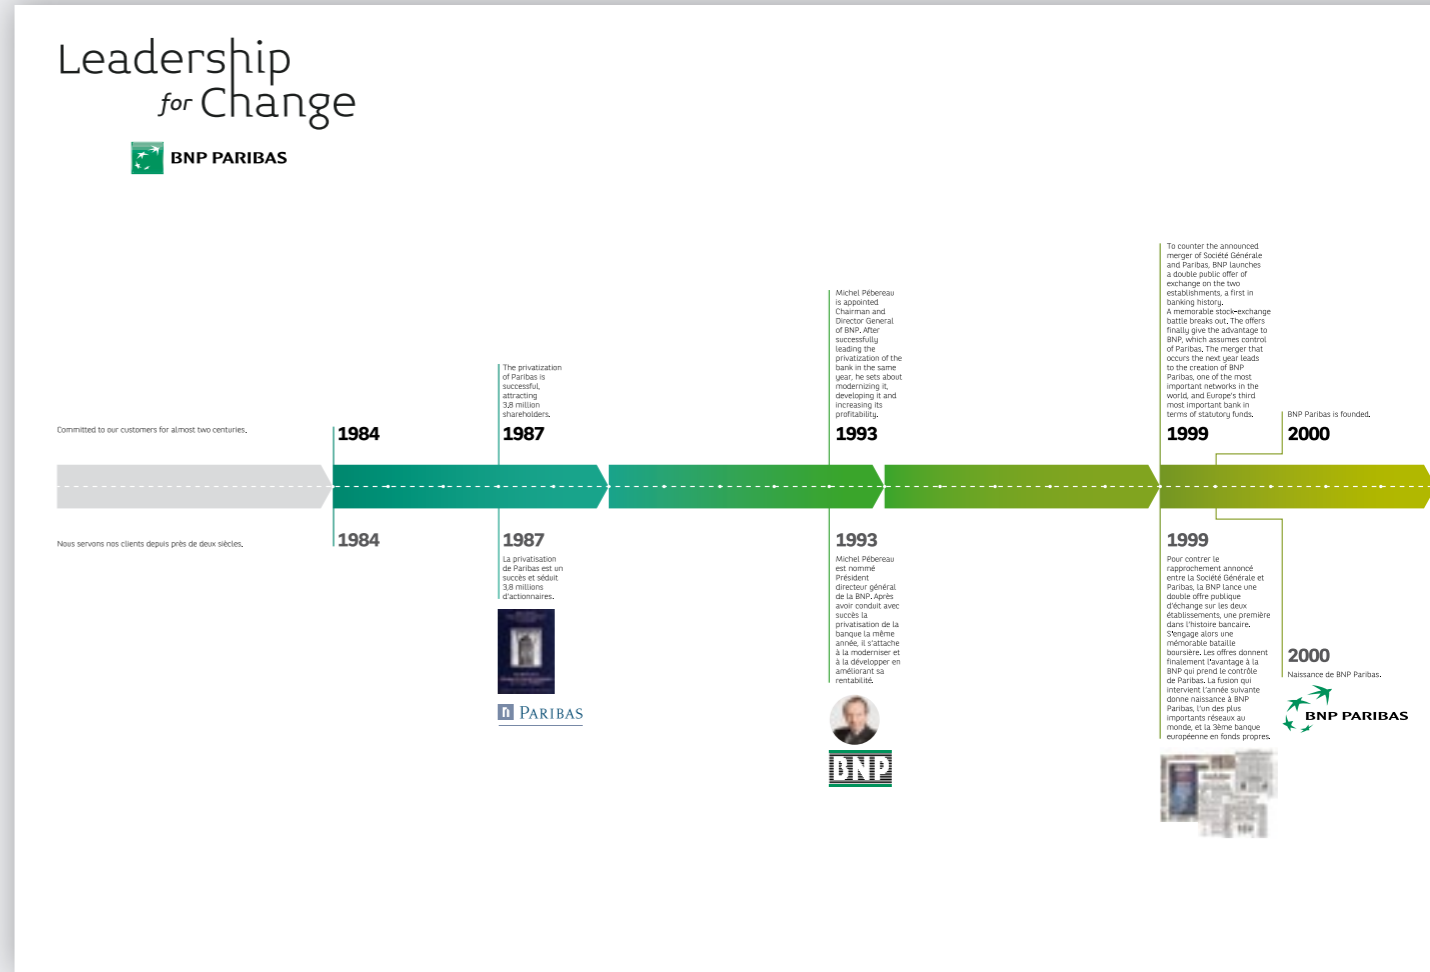 Leadership
for Change
BNP PARIBAS
Committed to our customers for almost two centuries.
1984
The privatization
of Paribas is
successful,
attracting
3,8 million
shareholders.
1987
Michel Pébereau
is appointed
Chairman and
Director General
of BNP. After
successfully
leading the
privatization of the
bank in the same
year, he sets about
modernizing it,
developing it and
increasing its
profitability.
1993
To counter the announced
merger of Société Générale
and Paribas, BNP launches
a double public offer of
exchange on the two
establishments, a first in
banking history.
A memorable stock-exchange
battle breaks out. The offers
finally give the advantage to
BNP, which assumes control
of Paribas. The merger that
occurs the next year leads
to the creation of BNP
Paribas, one of the most
important networks in the
world, and Europe's third
most important bank in
terms of statutory funds.
1999
BNP Paribas is founded.
2000
Nous servons nos clients depuis près de deux siècles.
1984
1987
La privatisation
de Paribas est un
succès et séduit
3,8 millions
d'actionnaires.
PARIBAS
1993
Michel Pébereau
est nommé
Président
directeur général
de la BNP. Après
avoir conduit avec
succès la
privatisation de la
banque la même
année, il s'attache
à la moderniser et
à la développer en
améliorant sa
rentabilité.
BNP
1999
Pour contrer le
rapprochement annoncé
entre la Société Générale et
Paribas, la BNP lance une
double offre publique
d'échange sur les deux
établissements, une première
dans l'histoire bancaire.
S'engage alors une
mémorable bataille
boursière. Les offres donnent
finalement l'avantage à la
BNP qui prend le contrôle
de Paribas. La fusion qui
intervient l'année suivante
donne naissance à BNP
Paribas, l'un des plus
importants réseaux au
monde, et la 3ème banque
européenne en fonds propres.
2000
Naissance de BNP Paribas.
BNP PARIBAS